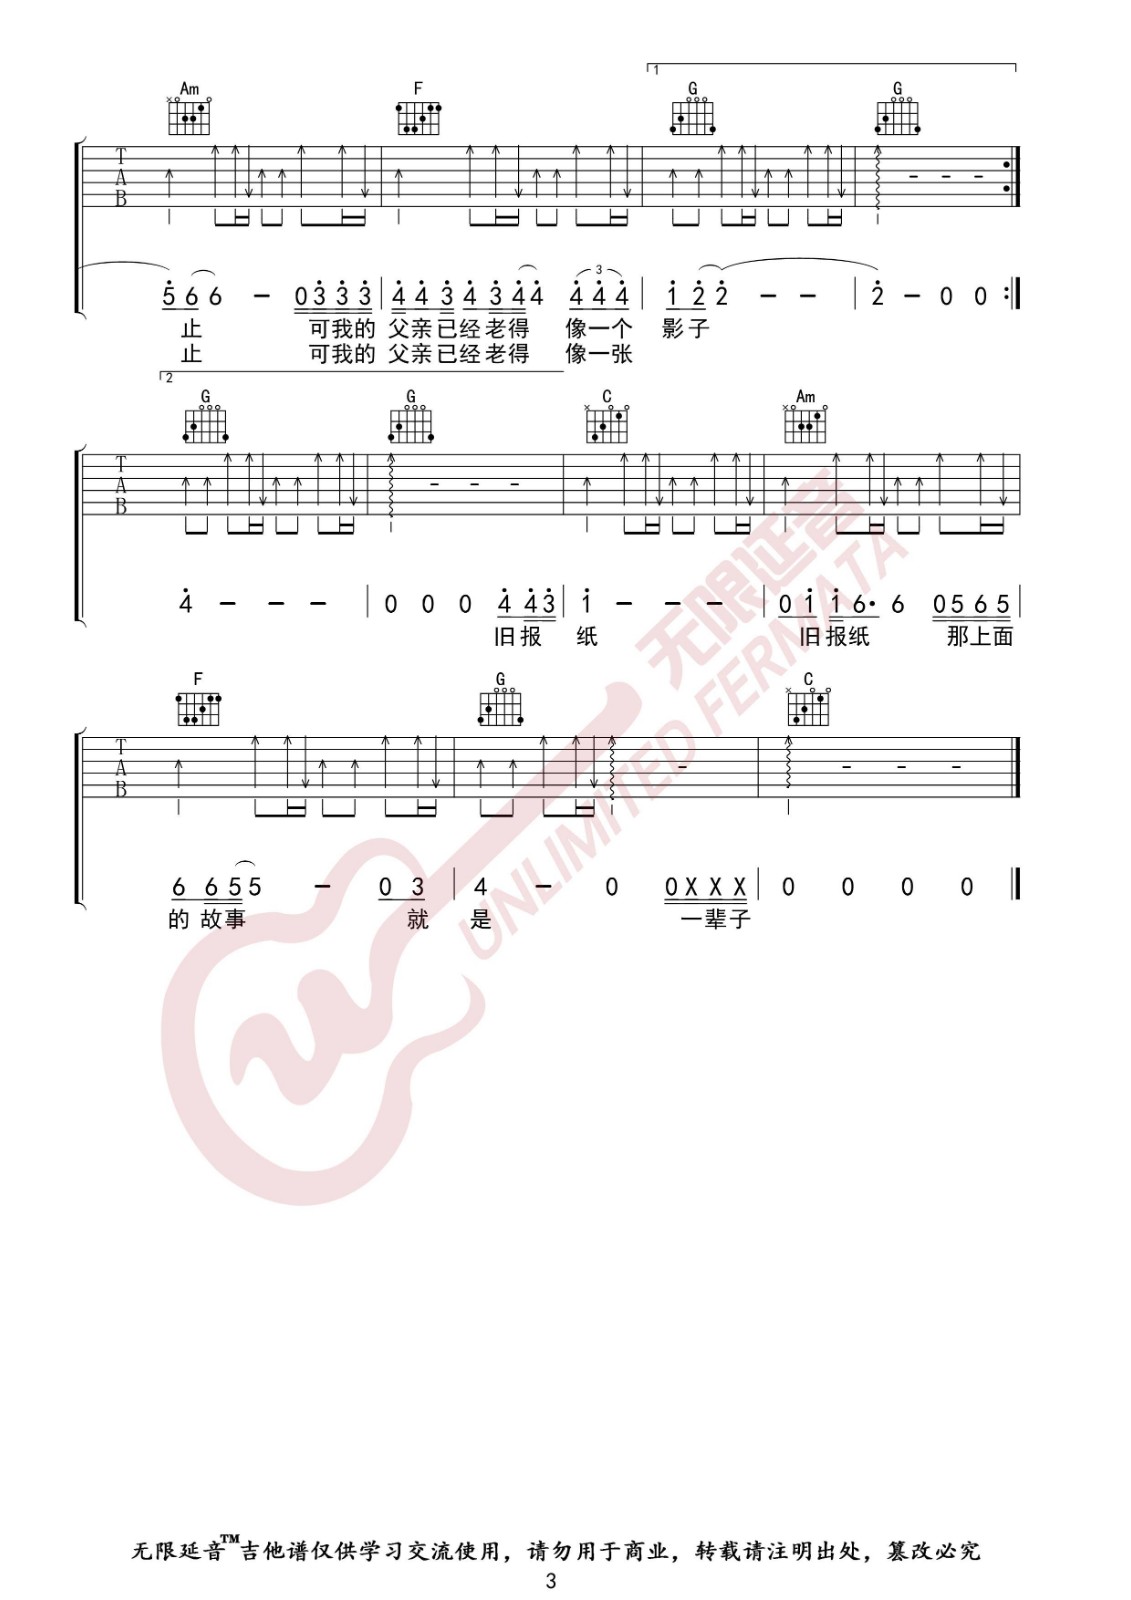 1
Am F G G
T
A
B
5 6 6 — 0 3 3 3 4 4 3 4 3 4 4 3 4 4 4 1 2 2 — — 2 — 0 0
止 可我的 父亲已经老得 像一个 影子
止 可我的 父亲已经老得 像一张
2
G G C Am
T
A
B
4 — — — 0 0 0 4 4 3 1 — — — 0 1 1 6· 6 0 5 6 5
旧报 纸 旧报纸 那上面
F G C
T
A
B
6 6 5 5 — 0 3 4 — 0 0 X X X 0 0 0 0
的 故事 就 是 一辈子
无限延音
UNLIMITED FERMATA
无限延音™吉他谱仅供学习交流使用，请勿用于商业，转载请注明出处，篡改必究
3